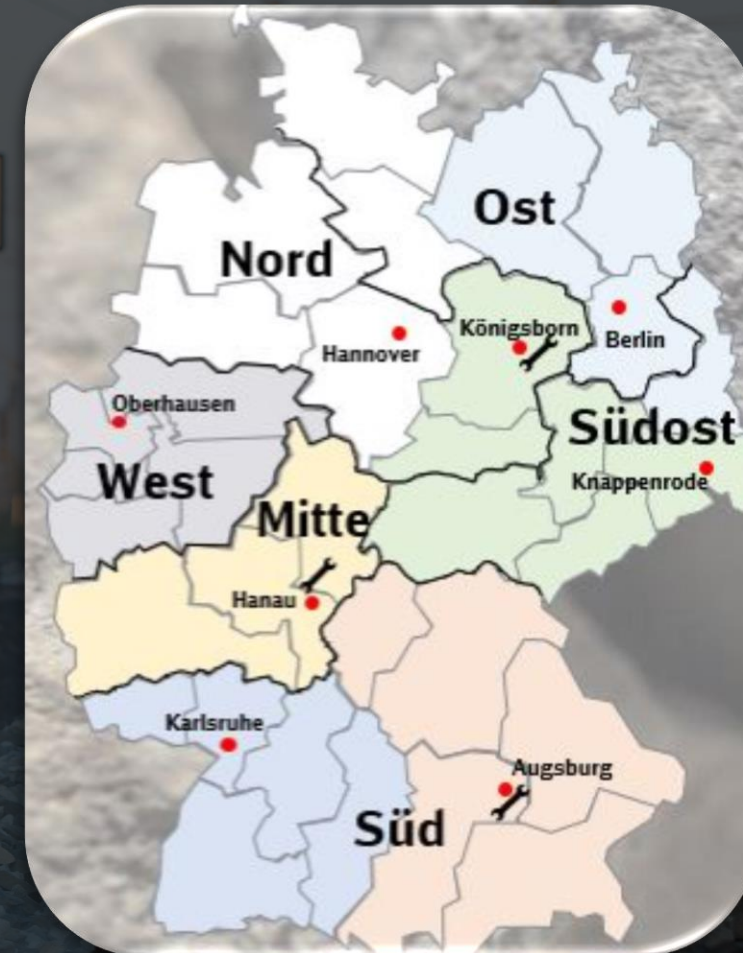 Ost
Nord
Königsborn
Berlin
Hannover
Oberhausen
Südost
West
Knappenrode
Mitte
Hanau
Karlsruhe
Augsburg
Süd